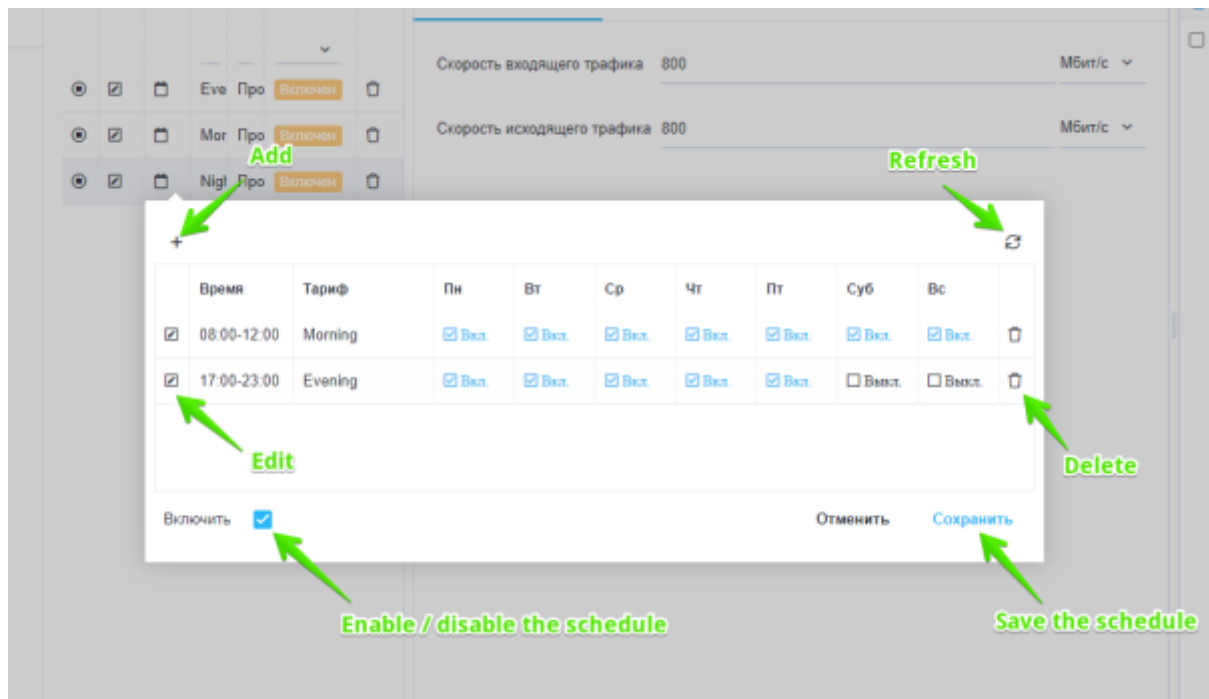 Скорость входящего трафика 800 Мбит/с
Eve Про Включен
Скорость исходящего трафика 800 Мбит/с
Mor Про Включен
Add
Refresh
Nigl Про Включен
+
Время Тариф Пн Вт Ср Чт Пт Суб Вс
08:00-12:00 Morning Вкл. Вкл. Вкл. Вкл. Вкл. Вкл. Вкл.
17:00-23:00 Evening Вкл. Вкл. Вкл. Вкл. Вкл. Выкл. Выкл.
Edit
Delete
Включить Отменить Сохранить
Enable / disable the schedule
Save the schedule